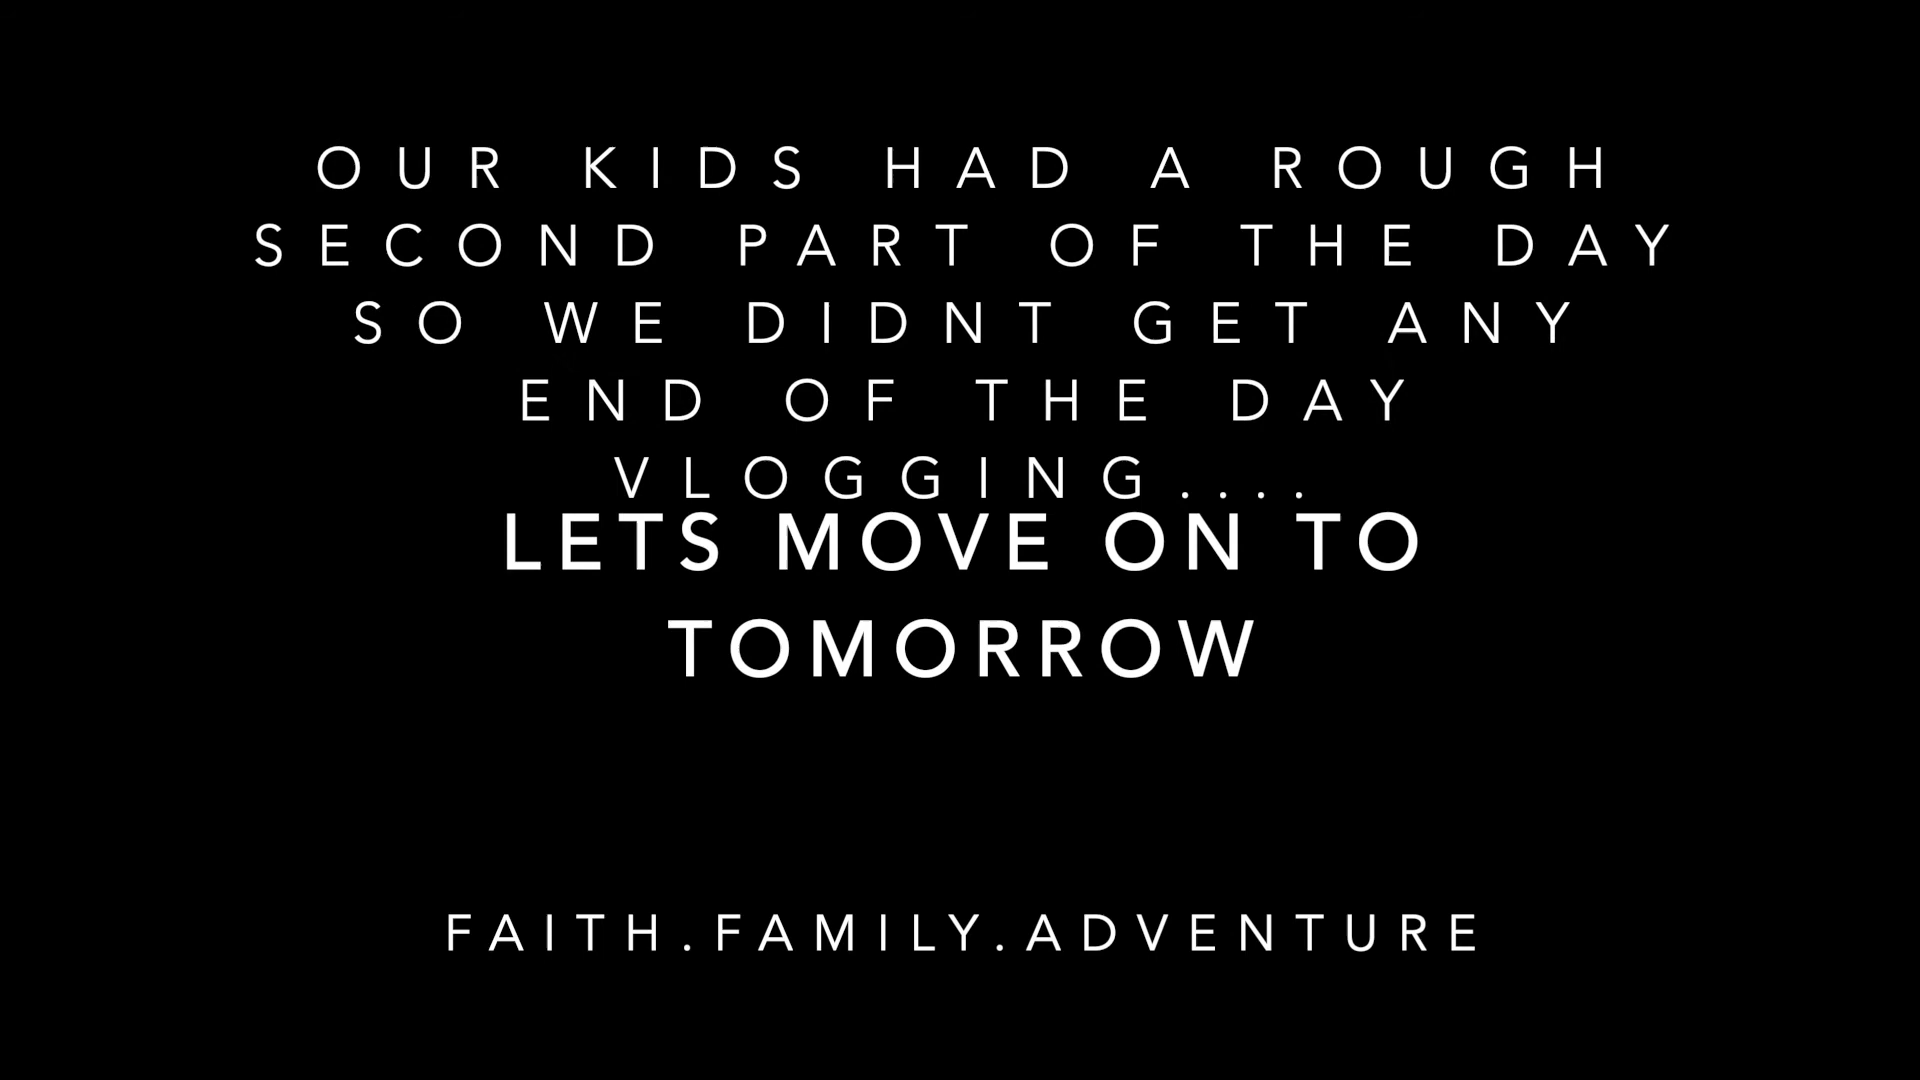 OUR KIDS HAD A ROUGH
SECOND PART OF THE DAY
SO WE DIDNT GET ANY
END OF THE DAY
VLOGGING....
LETS MOVE ON TO
TOMORROW
FAITH.FAMILY.ADVENTURE